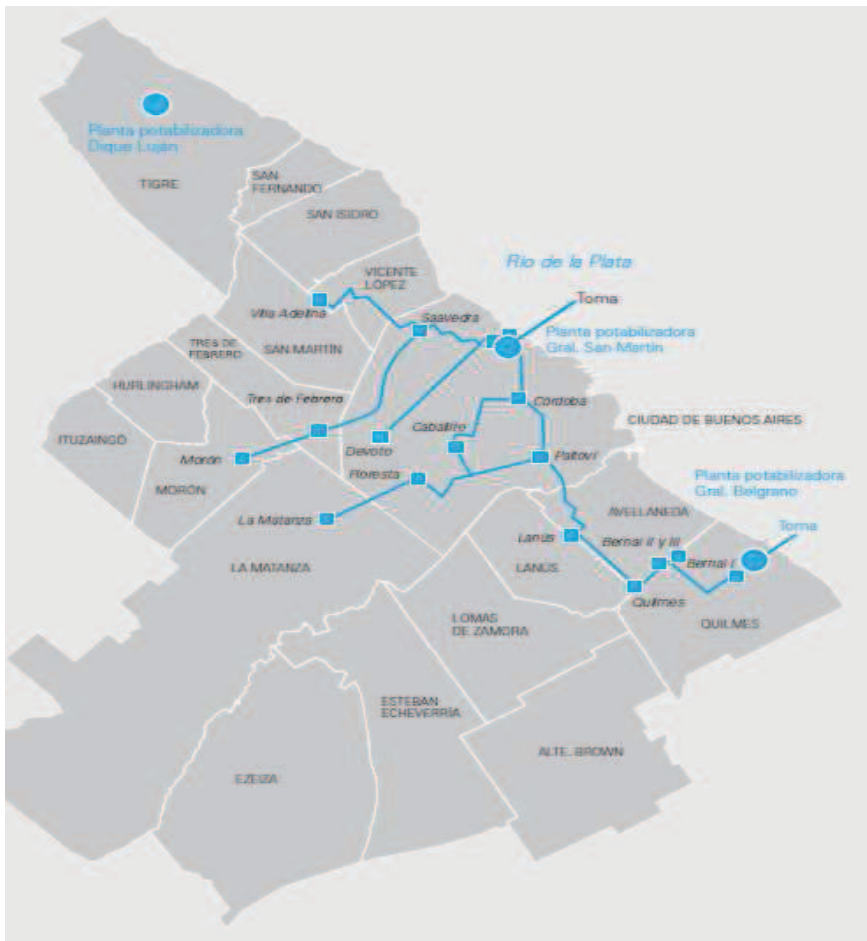 Planta potabilizadora
Dique Luján
TIGRE
SAN
FERNANDO
SAN ISIDRO
Río de la Plata
VICENTE
LÓPEZ
Toma
Villa Adelina
Saavedra
Planta potabilizadora
Gral. San Martín
TRES DE
FEBRERO
SAN MARTÍN
HURLINGHAM
Tres de Febrero
Córdoba
ITUZAINGÓ
Caballito
CIUDAD DE BUENOS AIRES
Devoto
Morón
Floresta
Paitoví
MORÓN
Planta potabilizadora
Gral. Belgrano
La Matanza
AVELLANEDA
Toma
Lanús
Bernal II y III
Bernal I
LA MATANZA
LANÚS
Quilmes
LOMAS
DE ZAMORA
QUILMES
ESTEBAN
ECHEVERRÍA
ALTE. BROWN
EZEIZA